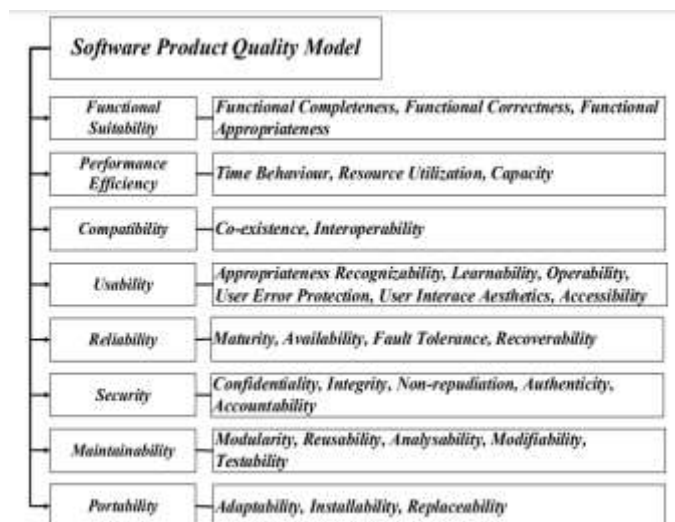 Software Product Quality Model
Functional
Suitability
Functional Completeness, Functional Correctness, Functional
Appropriateness
Performance
Efficiency
Time Behaviour, Resource Utilization, Capacity
Compatibility
Co-existence, Interoperability
Usability
Appropriateness Recognizability, Learnability, Operability,
User Error Protection, User Interace Aesthetics, Accessibility
Reliability
Maturity, Availability, Fault Tolerance, Recoverability
Security
Confidentiality, Integrity, Non-repudiation, Authenticity,
Accountability
Maintainability
Modularity, Reusability, Analysability, Modifiability,
Testability
Portability
Adaptability, Installability, Replaceability